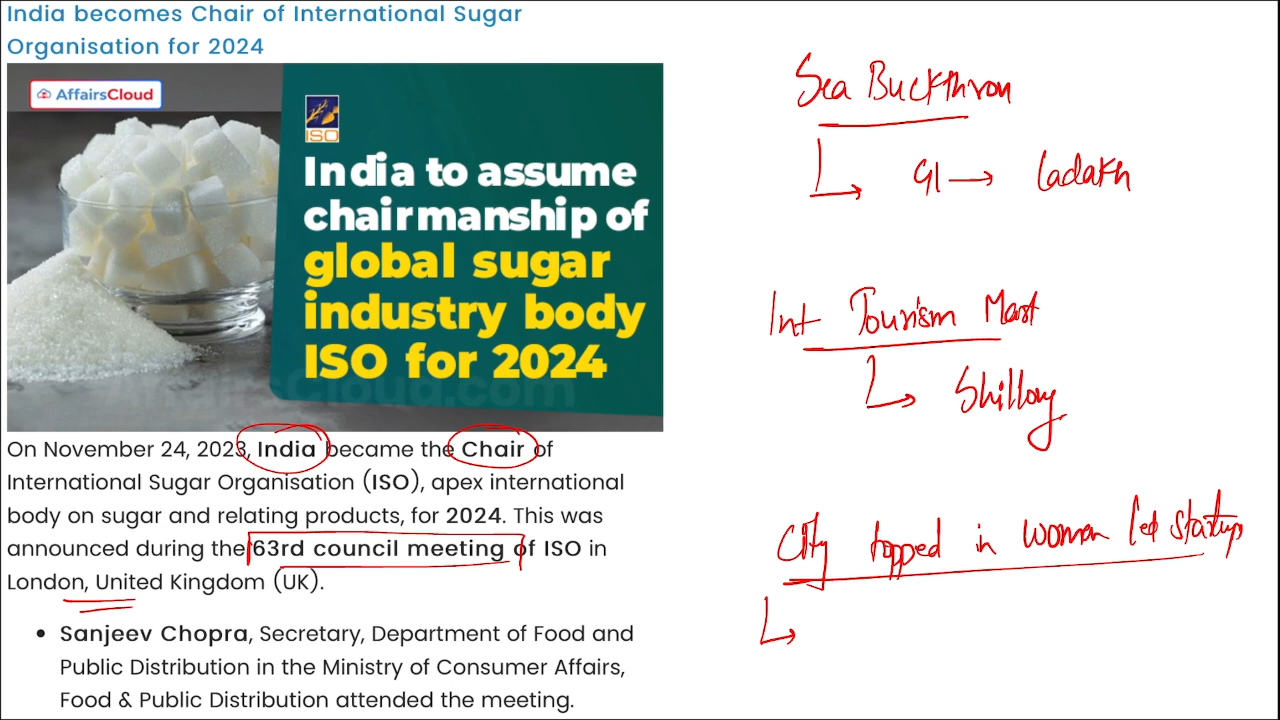 India becomes Chair of International Sugar
Organisation for 2024
AffairsCloud
ISO
India to assume
chairmanship of
global sugar
industry body
ISO for 2024
AffairsCloud.com
On November 24, 2023, India became the Chair of
International Sugar Organisation (ISO), apex international
body on sugar and relating products, for 2024. This was
announced during the 63rd council meeting of ISO in
London, United Kingdom (UK).
• Sanjeev Chopra, Secretary, Department of Food and
Public Distribution in the Ministry of Consumer Affairs,
Food & Public Distribution attended the meeting.
Sea Buckthron
GI → Ladakh
Int Tourism Mart
Shillong
City topped in women led startups